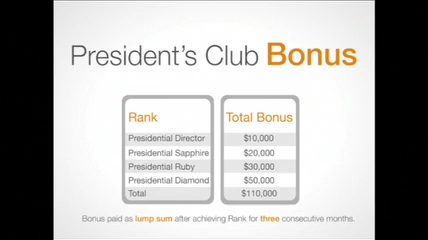 President's Club Bonus
Rank Total Bonus
Presidential Director $10,000
Presidential Sapphire $20,000
Presidential Ruby $30,000
Presidential Diamond $50,000
Total $110,000
Bonus paid as lump sum after achieving Rank for three consecutive months.